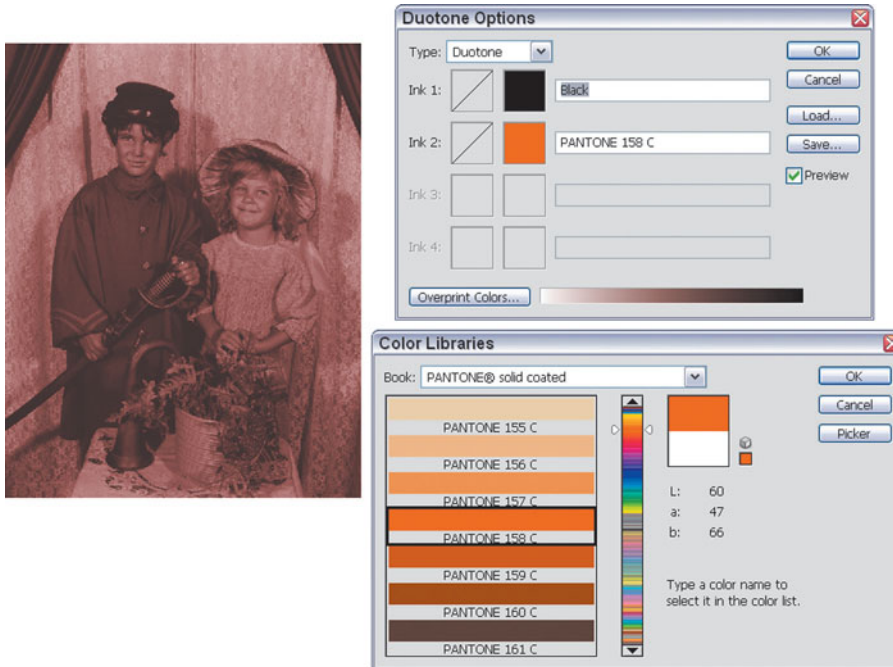 Duotone Options
Type: Duotone
OK
Ink 1: Black
Cancel
Load...
Ink 2: PANTONE 158 C
Save...
Preview
Ink 3:
Ink 4:
Overprint Colors...
Color Libraries
Book: PANTONE® solid coated
OK
Cancel
Picker
PANTONE 155 C
PANTONE 156 C
PANTONE 157 C
PANTONE 158 C
PANTONE 159 C
PANTONE 160 C
PANTONE 161 C
L: 60
a: 47
b: 66
Type a color name to
select it in the color list.